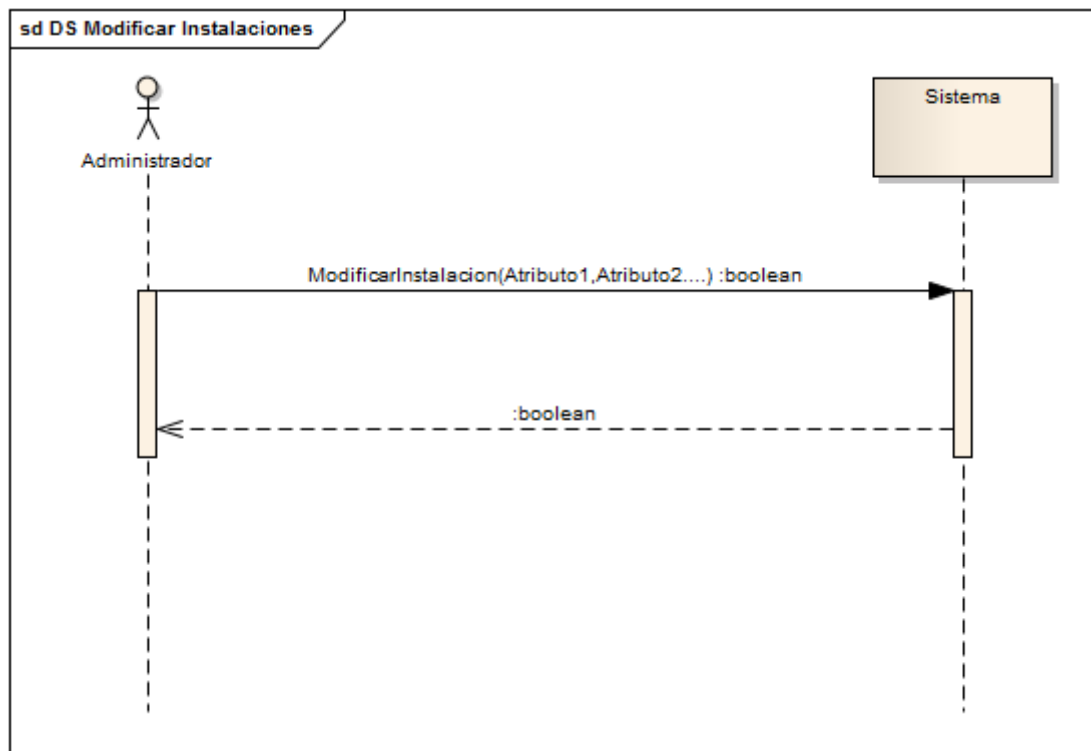 sd DS Modificar Instalaciones
Sistema
Administrador
ModificarInstalacion(Atributo1,Atributo2....) :boolean
:boolean